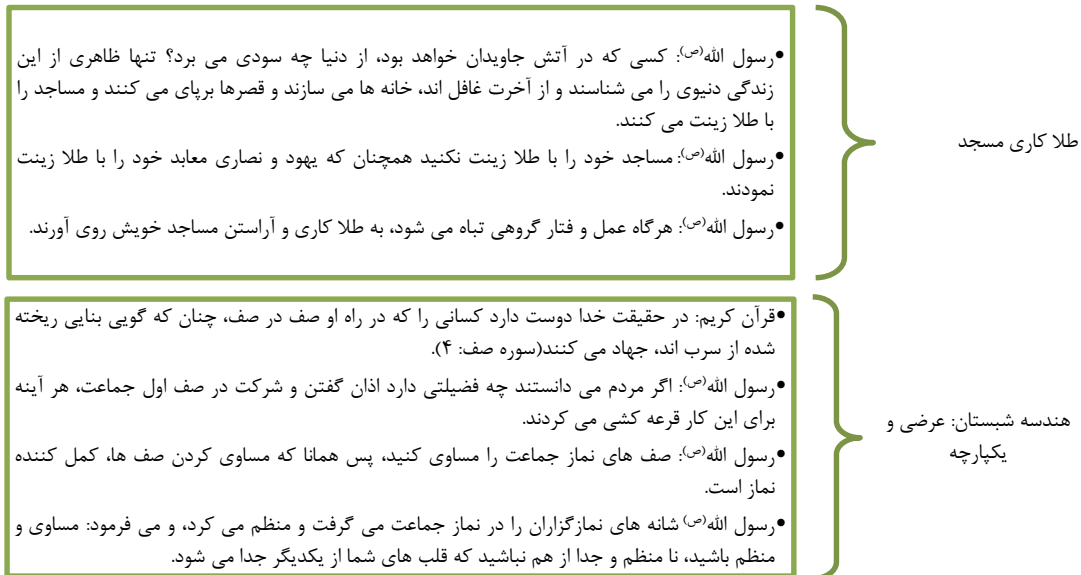 طلا کاری مسجد
•رسول الله(ص): کسی که در آتش جاویدان خواهد بود، از دنیا چه سودی می برد؟ تنها ظاهری از این
زندگی دنیوی را می شناسند و از آخرت غافل اند، خانه ها می سازند و قصرها برپای می کنند و مساجد را
با طلا زینت می کنند.
•رسول الله(ص): مساجد خود را با طلا زینت نکنید همچنان که یهود و نصاری معابد خود را با طلا زینت
نمودند.
•رسول الله(ص): هرگاه عمل و فتار گروهی تباه می شود، به طلا کاری و آراستن مساجد خویش روی آورند.
هندسه شبستان: عرضی و
یکپارچه
•قرآن کریم: در حقیقت خدا دوست دارد کسانی را که در راه او صف در صف، چنان که گویی بنایی ریخته
شده از سرب اند، جهاد می کنند(سوره صف: ۴).
•رسول الله(ص): اگر مردم می دانستند چه فضیلتی دارد اذان گفتن و شرکت در صف اول جماعت، هر آینه
برای این کار قرعه کشی می کردند.
•رسول الله(ص): صف های نماز جماعت را مساوی کنید، پس همانا که مساوی کردن صف ها، کمل کننده
نماز است.
•رسول الله(ص) شانه های نمازگزاران را در نماز جماعت می گرفت و منظم می کرد، و می فرمود: مساوی و
منظم باشید، نا منظم و جدا از هم نباشید که قلب های شما از یکدیگر جدا می شود.